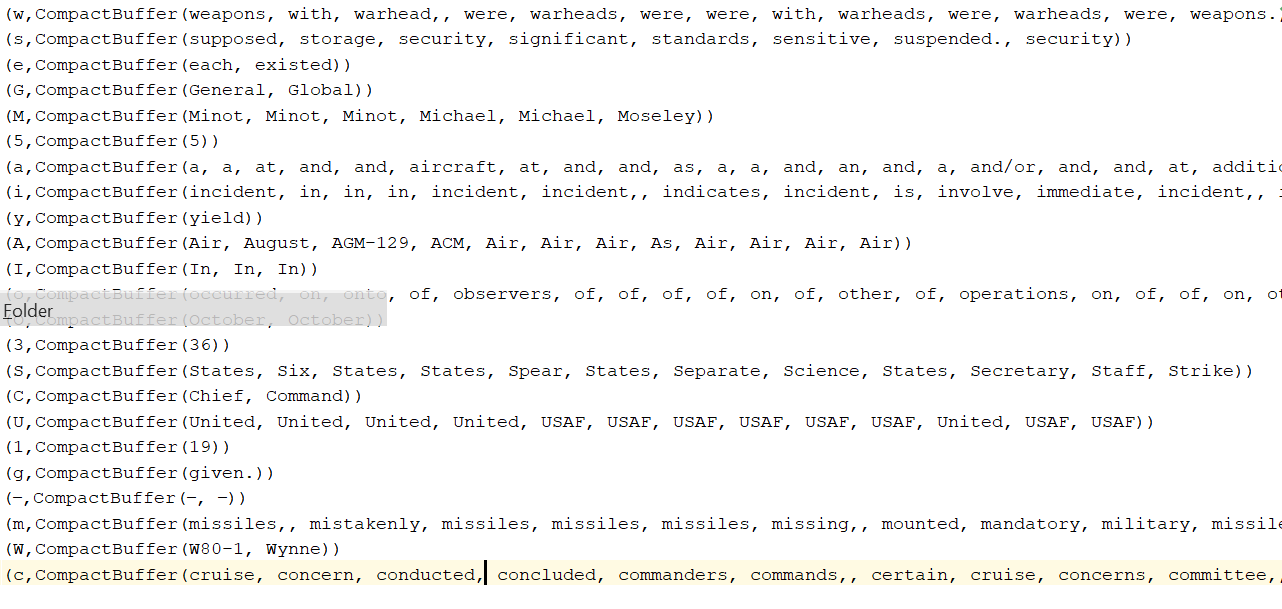 (w,CompactBuffer(weapons, with, warhead,, were, warheads, were, were, with, warheads, were, warheads, were, weapons.
(s,CompactBuffer(supposed, storage, security, significant, standards, sensitive, suspended., security))
(e,CompactBuffer(each, existed))
(G,CompactBuffer(General, Global))
(M,CompactBuffer(Minot, Minot, Minot, Michael, Michael, Moseley))
(5,CompactBuffer(5))
(a,CompactBuffer(a, a, at, and, and, aircraft, at, and, and, as, a, a, and, an, and, a, and/or, and, and, at, additic
(i,CompactBuffer(incident, in, in, in, incident, incident,, indicates, incident, is, involve, immediate, incident,,
(y,CompactBuffer(yield))
(A,CompactBuffer(Air, August, AGM-129, ACM, Air, Air, Air, As, Air, Air, Air, Air))
(I,CompactBuffer(In, In, In))
(o,CompactBuffer(occurred, on, onto, of, observers, of, of, of, of, on, of, other, of, operations, on, of, of, on, ot
Folder
(O,CompactBuffer(October, October))
(3,CompactBuffer(36))
(S,CompactBuffer(States, Six, States, States, Spear, States, Separate, Science, States, Secretary, Staff, Strike))
(C,CompactBuffer(Chief, Command))
(U,CompactBuffer(United, United, United, United, USAF, USAF, USAF, USAF, USAF, USAF, United, USAF, USAF))
(1,CompactBuffer(19))
(g,CompactBuffer(given.))
(–,CompactBuffer(–, –))
(m,CompactBuffer(missiles,, mistakenly, missiles, missiles, missiles, missing,, mounted, mandatory, military, missile
(W,CompactBuffer(W80-1, Wynne))
(c,CompactBuffer(cruise, concern, conducted, concluded, commanders, commands,, certain, cruise, concerns, committee,,